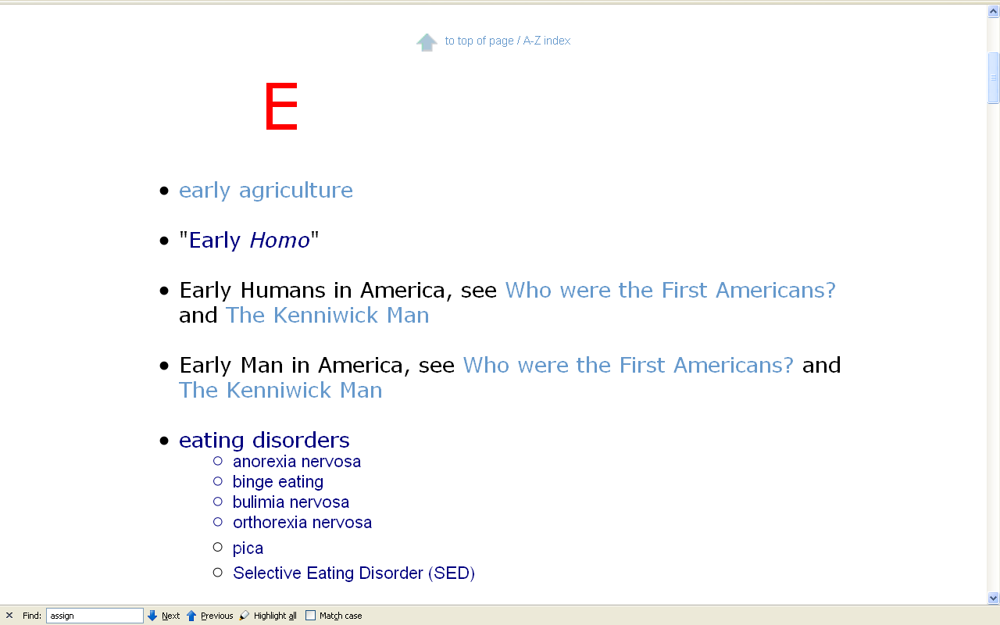 to top of page / A-Z index
E
early agriculture
"Early Homo"
Early Humans in America, see Who were the First Americans?
and The Kenniwick Man
Early Man in America, see Who were the First Americans? and
The Kenniwick Man
eating disorders
anorexia nervosa
binge eating
bulimia nervosa
orthorexia nervosa
pica
Selective Eating Disorder (SED)
Find: assign Next Previous Highlight all Match case